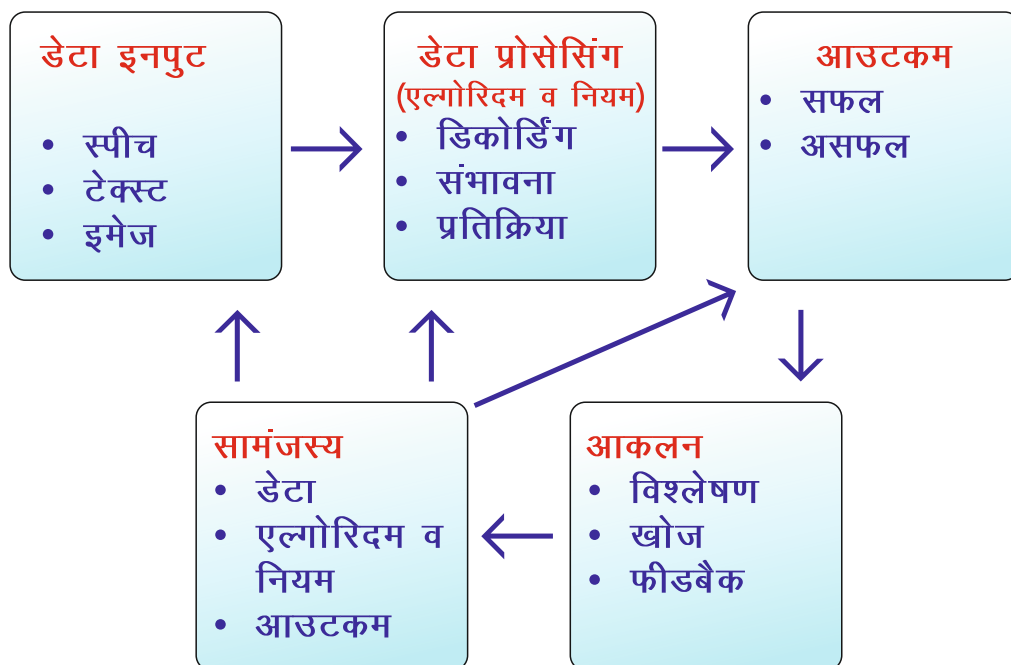 डेटा इनपुट
• स्पीच
• टेक्स्ट
• इमेज
डेटा प्रोसेसिंग
(एल्गोरिदम व नियम)
• डिकोर्डिंग
• संभावना
• प्रतिक्रिया
आउटकम
• सफल
• असफल
सामंजस्य
• डेटा
• एल्गोरिदम व
नियम
• आउटकम
आकलन
• विश्लेषण
• खोज
• फीडबैक